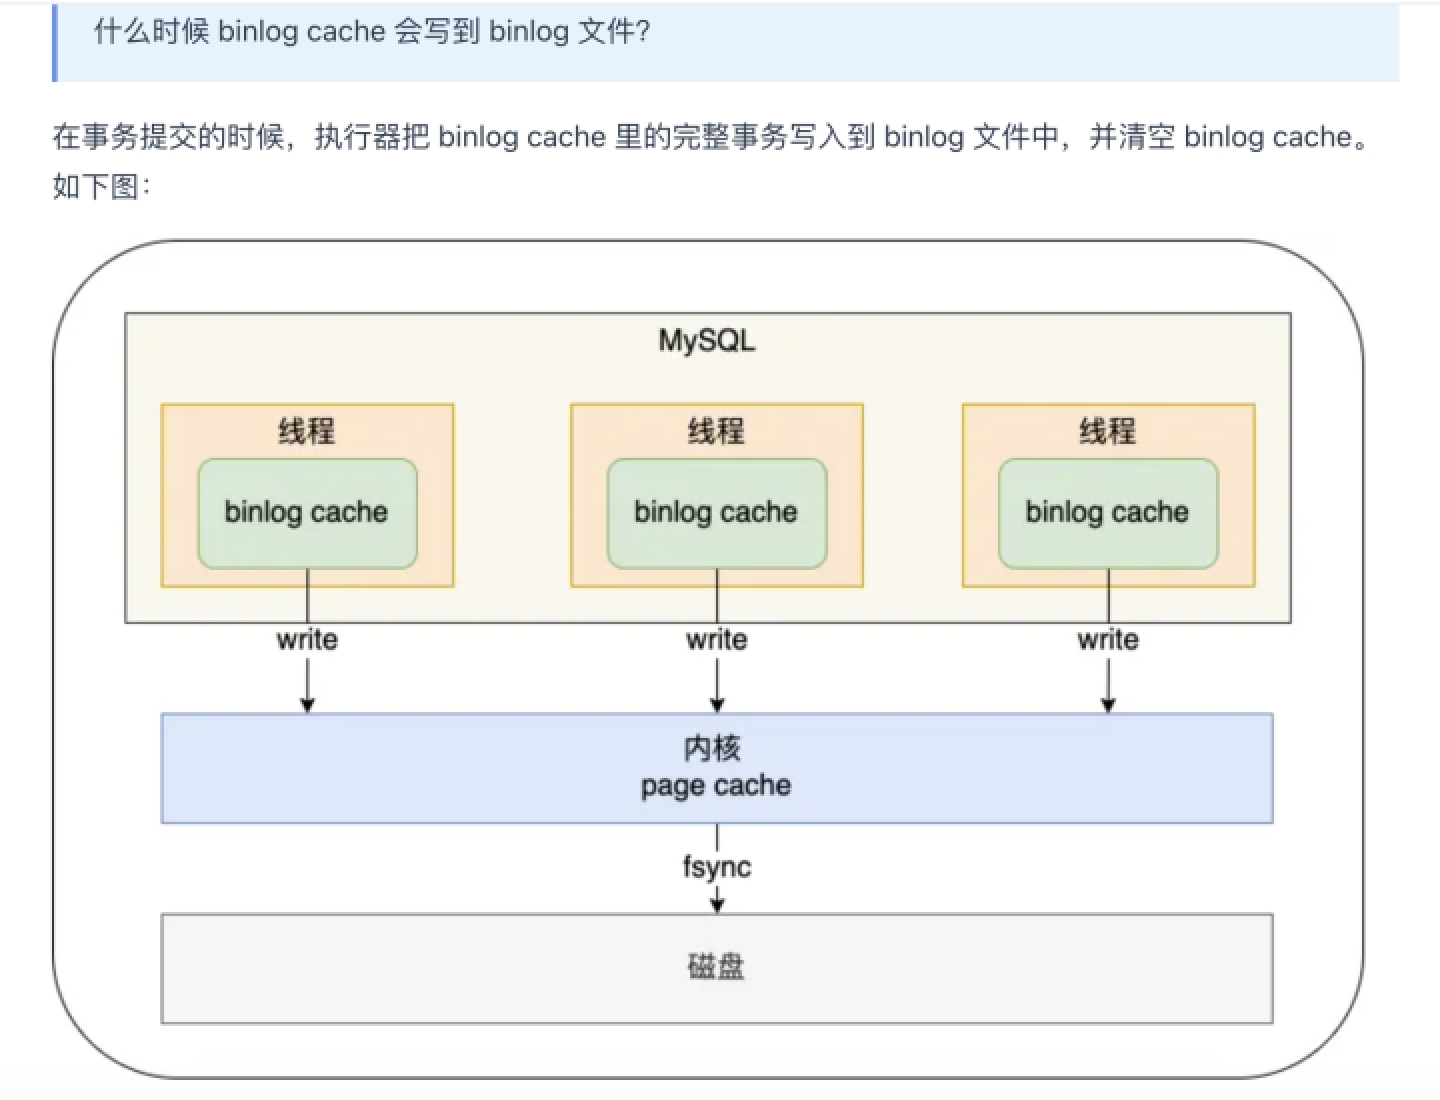 什么时候 binlog cache 会写到 binlog 文件？
在事务提交的时候，执行器把 binlog cache 里的完整事务写入到 binlog 文件中，并清空 binlog cache。
如下图：
MySQL
线程 线程 线程
binlog cache binlog cache binlog cache
write write write
内核
page cache
fsync
磁盘